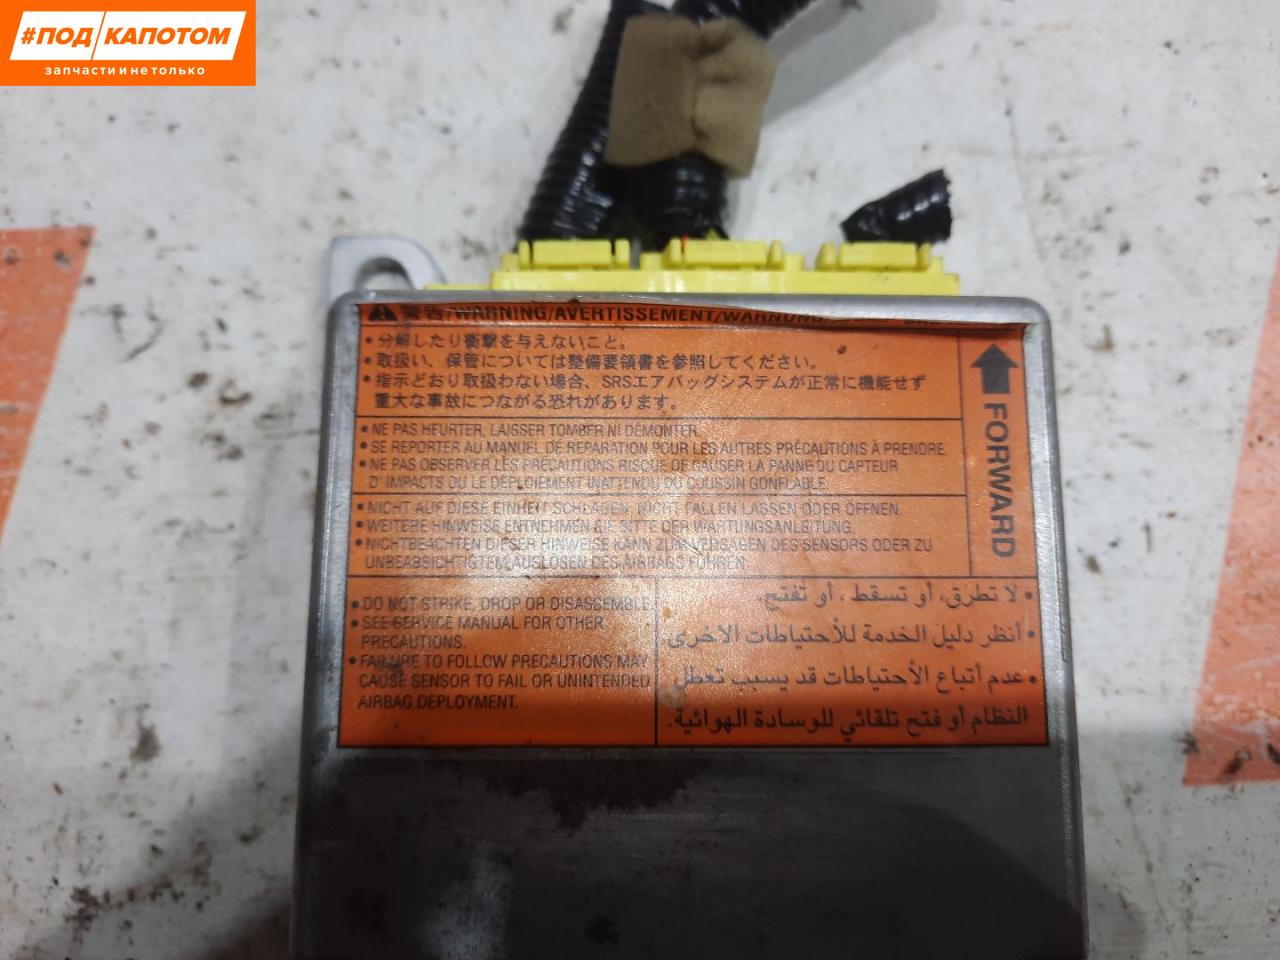 #ПОД КАПОТОМ
запчасти и не только
警告/WARNING/AVERTISSEMENT/WARNUNG
• 分解したり衝撃を与えないこと。
• 取扱い、保管については整備要領書を参照してください。
• 指示どおり取扱わない場合、SRSエアバッグシステムが正常に機能せず
重大な事故につながる恐れがあります。
• NE PAS HEURTER, LAISSER TOMBER NI DÉMONTER.
• SE REPORTER AU MANUEL DE RÉPARATION POUR LES AUTRES PRÉCAUTIONS À PRENDRE.
• NE PAS OBSERVER LES PRÉCAUTIONS RISQUE DE CAUSER LA PANNE DU CAPTEUR
D' IMPACTS OU LE DÉPLOIEMENT INATTENDU DU COUSSIN GONFLABLE.
• NICHT AUF DIESE EINHEIT SCHLAGEN, NICHT FALLEN LASSEN ODER ÖFFNEN.
• WEITERE HINWEISE ENTNEHMEN SIE BITTE DER WARTUNGSANLEITUNG.
• NICHTBEACHTEN DIESER HINWEISE KANN ZUM VERSAGEN DES SENSORS ODER ZU
UNBEABSICHTIGTEM AUSLÖSEN DES AIRBAGS FÜHREN.
FORWARD
• DO NOT STRIKE, DROP OR DISASSEMBLE.
• SEE SERVICE MANUAL FOR OTHER
PRECAUTIONS.
• FAILURE TO FOLLOW PRECAUTIONS MAY
CAUSE SENSOR TO FAIL OR UNINTENDED
AIRBAG DEPLOYMENT.
• لا تطرق، أو تسقط ، أو تفتح.
• أنظر دليل الخدمة للأحتياطات الأخرى
• عدم أتباع الأحتياطات قد يسبب تعطل
النظام أو فتح تلقائي للوسادة الهوائية.